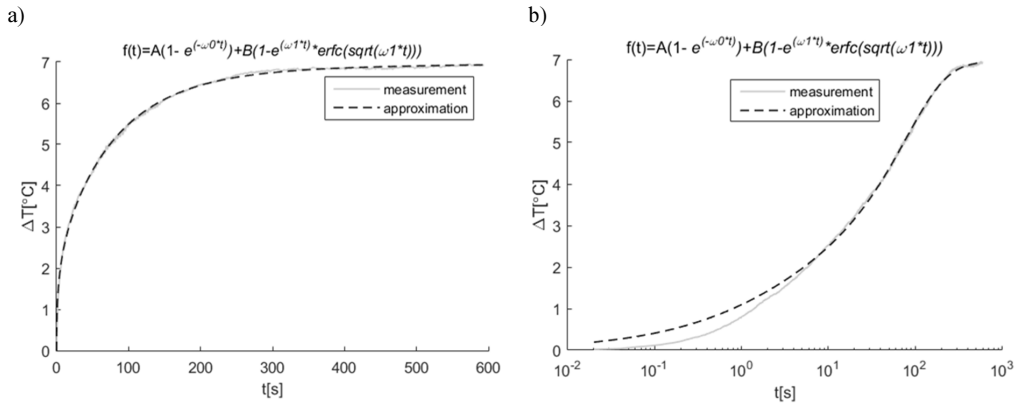 a)
f(t)=A(1- e^(-ω0*t))+B(1-e^(ω1*t)*erfc(sqrt(ω1*t)))
7
6
5
4
3
2
1
0
ΔT[°C]
measurement
approximation
0 100 200 300 400 500 600
t[s]
b)
f(t)=A(1- e^(-ω0*t))+B(1-e^(ω1*t)*erfc(sqrt(ω1*t)))
7
6
5
4
3
2
1
0
ΔT[°C]
measurement
approximation
10^-2 10^-1 10^0 10^1 10^2 10^3
t[s]